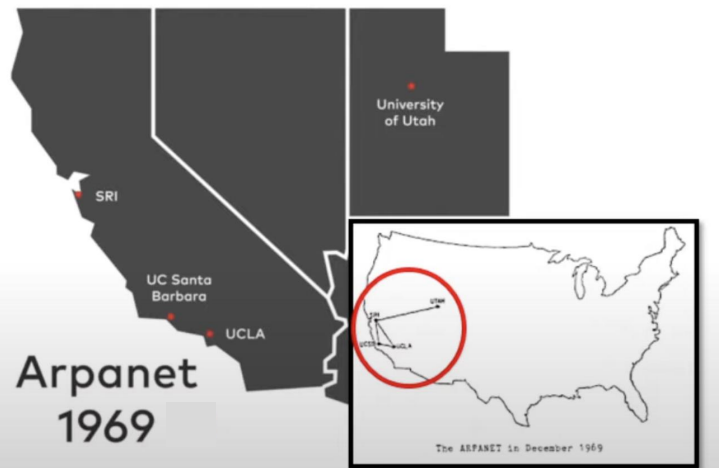 University
of Utah
SRI
UC Santa
Barbara
UCLA
Arpanet
1969
UTAH
SRI
UCSB
UCLA
The ARPANET in December 1969